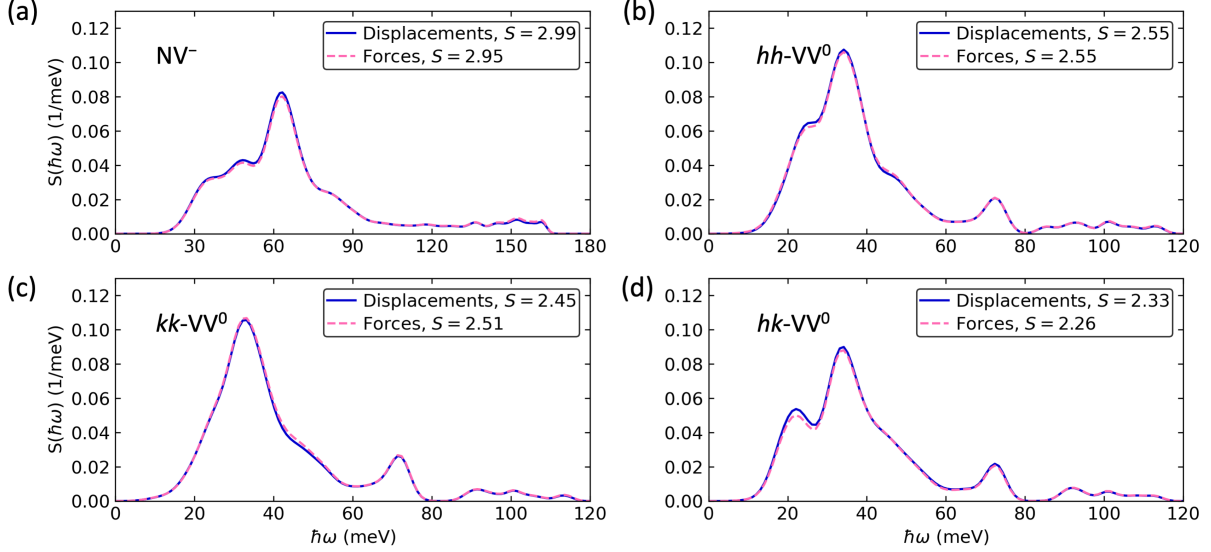 (a)
NV⁻
Displacements, S = 2.99
Forces, S = 2.95
S(ħω) (1/meV)
0.12
0.10
0.08
0.06
0.04
0.02
0.00
0 30 60 90 120 150 180
(b)
hh-VV⁰
Displacements, S = 2.55
Forces, S = 2.55
0.12
0.10
0.08
0.06
0.04
0.02
0.00
0 20 40 60 80 100 120
(c)
kk-VV⁰
Displacements, S = 2.45
Forces, S = 2.51
S(ħω) (1/meV)
0.12
0.10
0.08
0.06
0.04
0.02
0.00
0 20 40 60 80 100 120
ħω (meV)
(d)
hk-VV⁰
Displacements, S = 2.33
Forces, S = 2.26
0.12
0.10
0.08
0.06
0.04
0.02
0.00
0 20 40 60 80 100 120
ħω (meV)